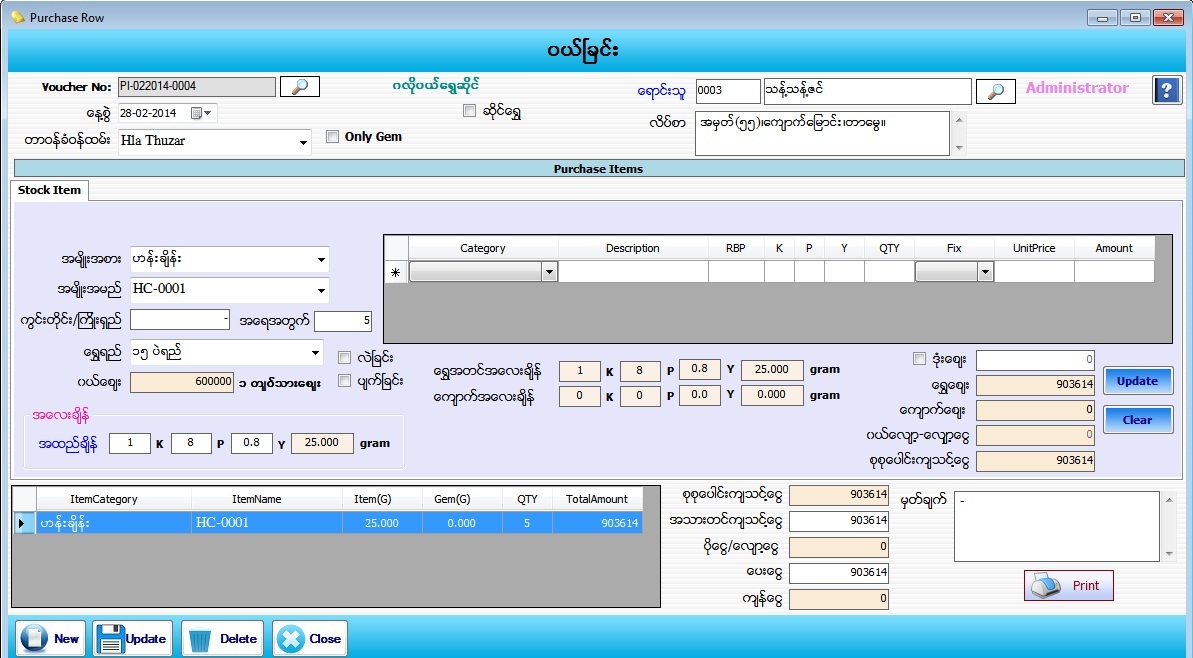 Purchase Row
ဝယ်ခြင်း
Voucher No: PI-022014-0004
ဂလိုဝယ်ရွှေဆိုင်
ရောင်းသူ 0003 သန့်သန့်ဇင် Administrator ?
နေ့စွဲ 28-02-2014
ဆိုင်ရွှေ
လိပ်စာ အမှတ်(၅၅)၊ကျောက်မြောင်း၊တာမွေ။
တာဝန်ခံဝန်ထမ်း Hla Thuzar Only Gem
Purchase Items
Stock Item
Category Description RBP K P Y QTY Fix UnitPrice Amount
အမျိုးအစား ဟန်းချိန်း
အမျိုးအမည် HC-0001
ကွင်းတိုင်း/ကြိုးရှည် - အရေအတွက် 5
ရွှေရည် ၁၅ ပဲရည် လဲခြင်း
ဝယ်ဈေး 600000 ၁ ကျပ်သားဈေး ပျက်ခြင်း
ရွှေအတင်အလေးချိန် 1 K 8 P 0.8 Y 25.000 gram
ကျောက်အလေးချိန် 0 K 0 P 0.0 Y 0.000 gram
ဒုံးဈေး 0
ရွှေဈေး 903614
ကျောက်ဈေး 0
ဝယ်လျော့-လျော့ငွေ 0
စုစုပေါင်းကျသင့်ငွေ 903614
Update
Clear
အလေးချိန်
အထည်ချိန် 1 K 8 P 0.8 Y 25.000 gram
ItemCategory ItemName Item(G) Gem(G) QTY TotalAmount
ဟန်းချိန်း HC-0001 25.000 0.000 5 903614
စုစုပေါင်းကျသင့်ငွေ 903614
အသားတင်ကျသင့်ငွေ 903614
ပိုငွေ/လျော့ငွေ 0
ပေးငွေ 903614
ကျန်ငွေ 0
မှတ်ချက် -
Print
New Update Delete Close